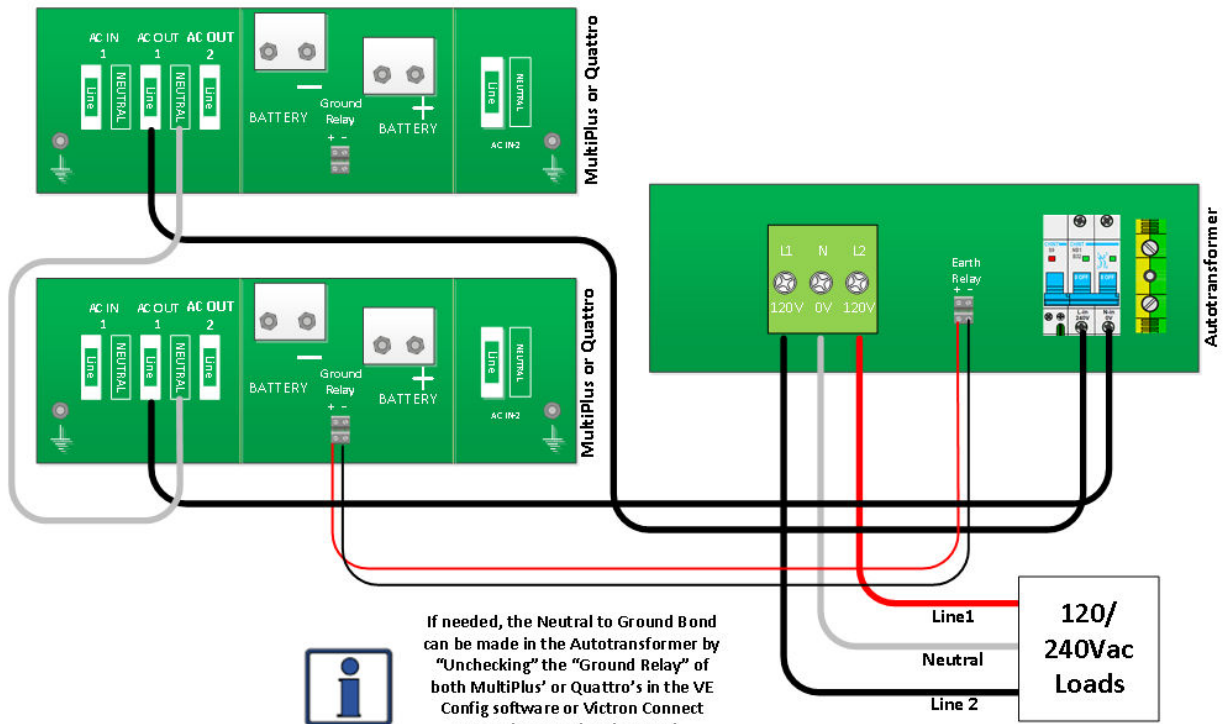 AC IN
1
AC OUT
1
AC OUT
2
Line
NEUTRAL
Line
NEUTRAL
Line
BATTERY
Ground
Relay
+ -
BATTERY
Line
NEUTRAL
AC IN-2
MultiPlus or Quattro
AC IN
1
AC OUT
1
AC OUT
2
Line
NEUTRAL
Line
NEUTRAL
Line
BATTERY
Ground
Relay
+ -
BATTERY
Line
NEUTRAL
AC IN-2
MultiPlus or Quattro
L1 N L2
120V 0V 120V
Earth
Relay
+ -
L-in
240V
N-in
0V
Autotransformer
Line1
Neutral
Line 2
120/
240Vac
Loads
If needed, the Neutral to Ground Bond
can be made in the Autotransformer by
"Unchecking" the "Ground Relay" of
both MultiPlus' or Quattro's in the VE
Config software or Victron Connect